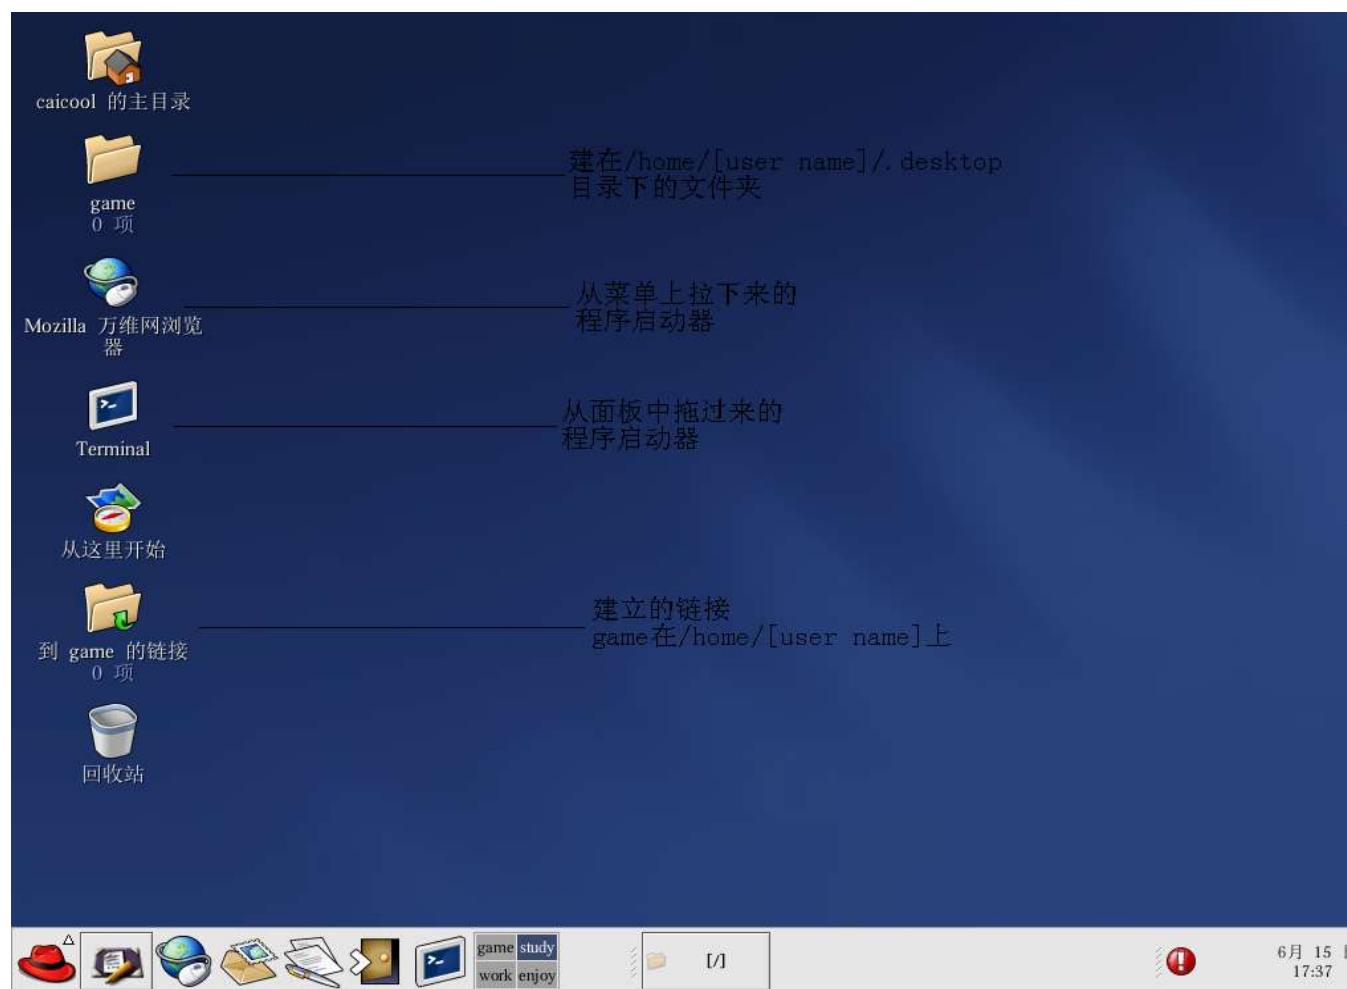 caicool 的主目录
game
0 项
建在/home/[user name]/.desktop
目录下的文件夹
Mozilla 万维网浏览
器
从菜单上拉下来的
程序启动器
Terminal
从面板中拖过来的
程序启动器
从这里开始
到 game 的链接
0 项
建立的链接
game在/home/[user name]上
回收站
game study
work enjoy
[/]
6月 15
17:37